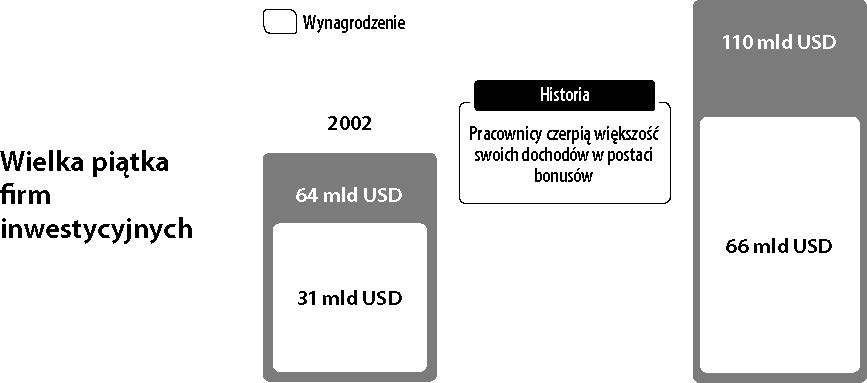 Wynagrodzenie
110 mld USD
Historia
2002
Pracownicy czerpią większość
swoich dochodów w postaci
bonusów
Wielka piątka
firm
inwestycyjnych
64 mld USD
31 mld USD
66 mld USD